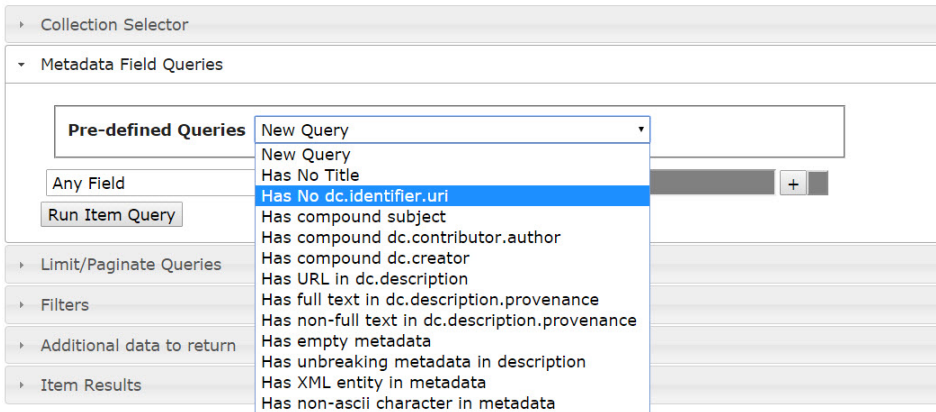 Collection Selector
Metadata Field Queries
Pre-defined Queries New Query
New Query
Has No Title
Any Field
Has No dc.identifier.uri
+
Run Item Query
Has compound subject
Has compound dc.contributor.author
Has compound dc.creator
Limit/Paginate Queries
Has URL in dc.description
Has full text in dc.description.provenance
Filters
Has non-full text in dc.description.provenance
Has empty metadata
Additional data to return
Has unbreaking metadata in description
Has XML entity in metadata
Item Results
Has non-ascii character in metadata